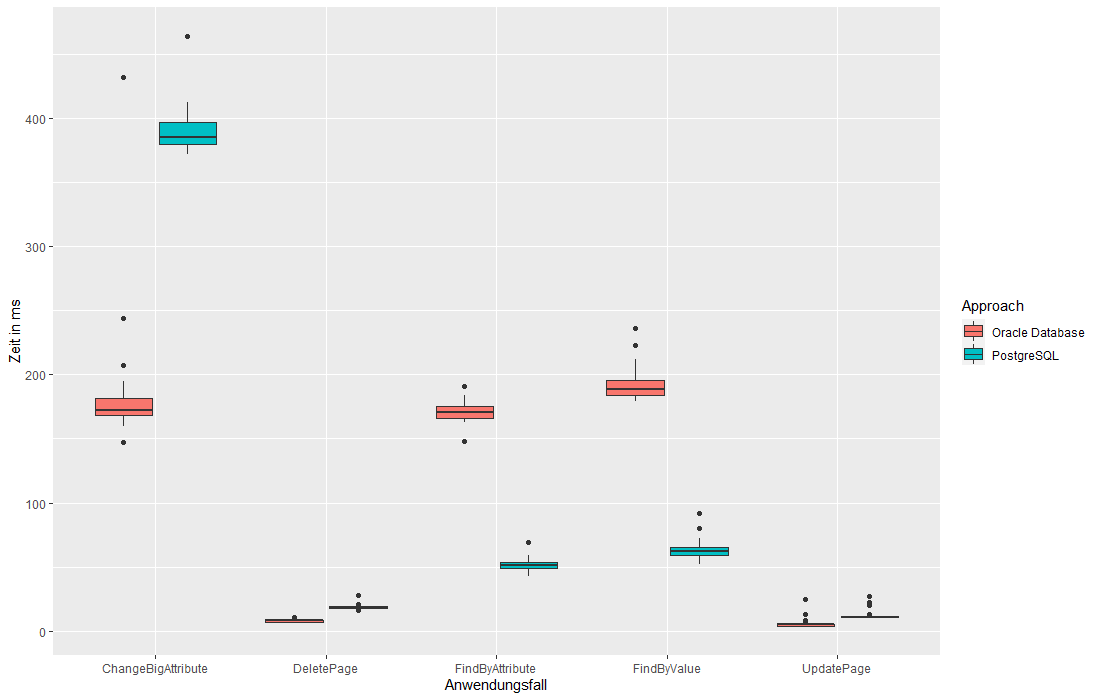 Zeit in ms
400
300
200
100
0
ChangeBigAttribute
DeletePage
FindByAttribute
FindByValue
UpdatePage
Anwendungsfall
Approach
Oracle Database
PostgreSQL